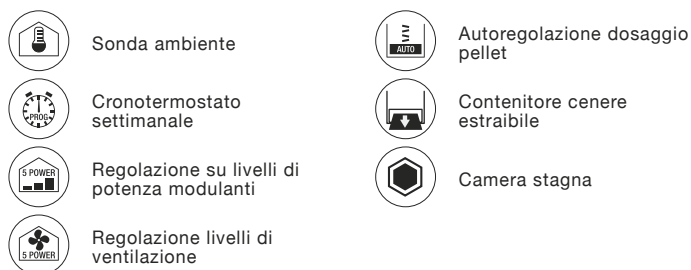 Sonda ambiente
PROG
Cronotermostato
settimanale
5 POWER
Regolazione su livelli di
potenza modulanti
5 POWER
Regolazione livelli di
ventilazione
AUTO
Autoregolazione dosaggio
pellet
Contenitore cenere
estraibile
Camera stagna